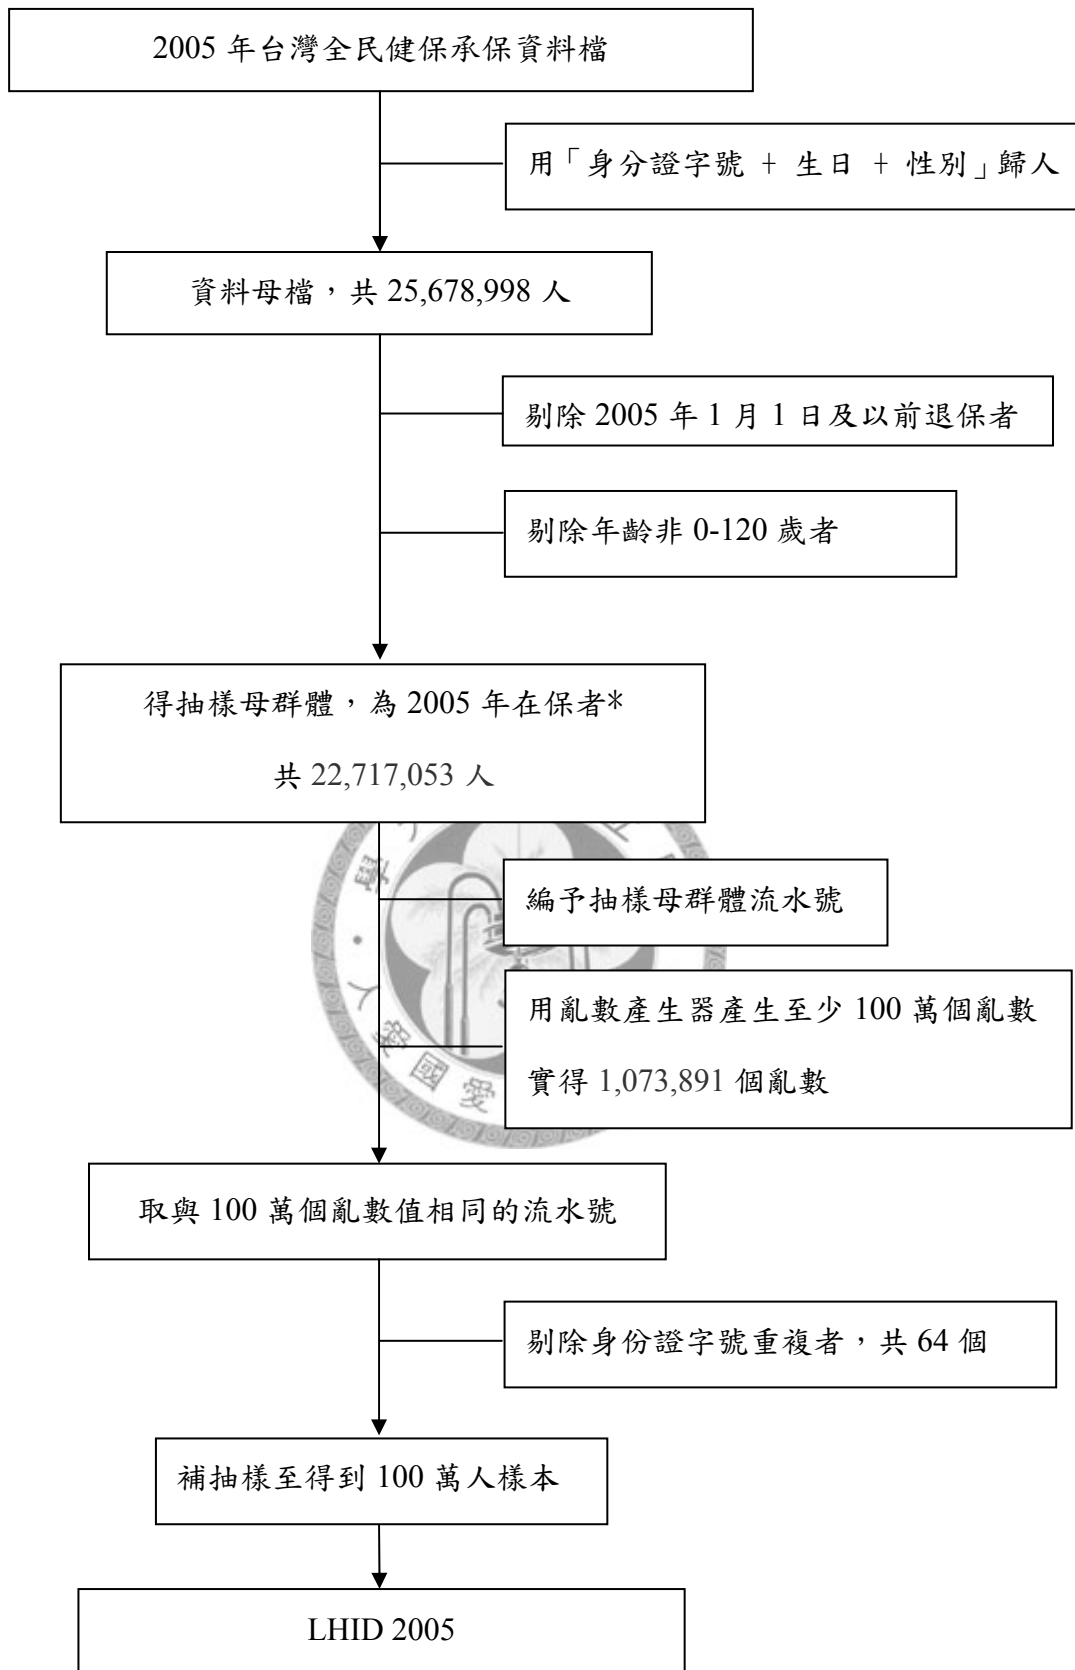 2005 年台灣全民健保承保資料檔
用「身分證字號 + 生日 + 性別」歸人
資料母檔，共 25,678,998 人
剔除 2005 年 1 月 1 日及以前退保者
剔除年齡非 0-120 歲者
得抽樣母群體，為 2005 年在保者*
共 22,717,053 人
編予抽樣母群體流水號
用亂數產生器產生至少 100 萬個亂數
實得 1,073,891 個亂數
學
人愛國愛
取與 100 萬個亂數值相同的流水號
剔除身份證字號重複者，共 64 個
補抽樣至得到 100 萬人樣本
LHID 2005